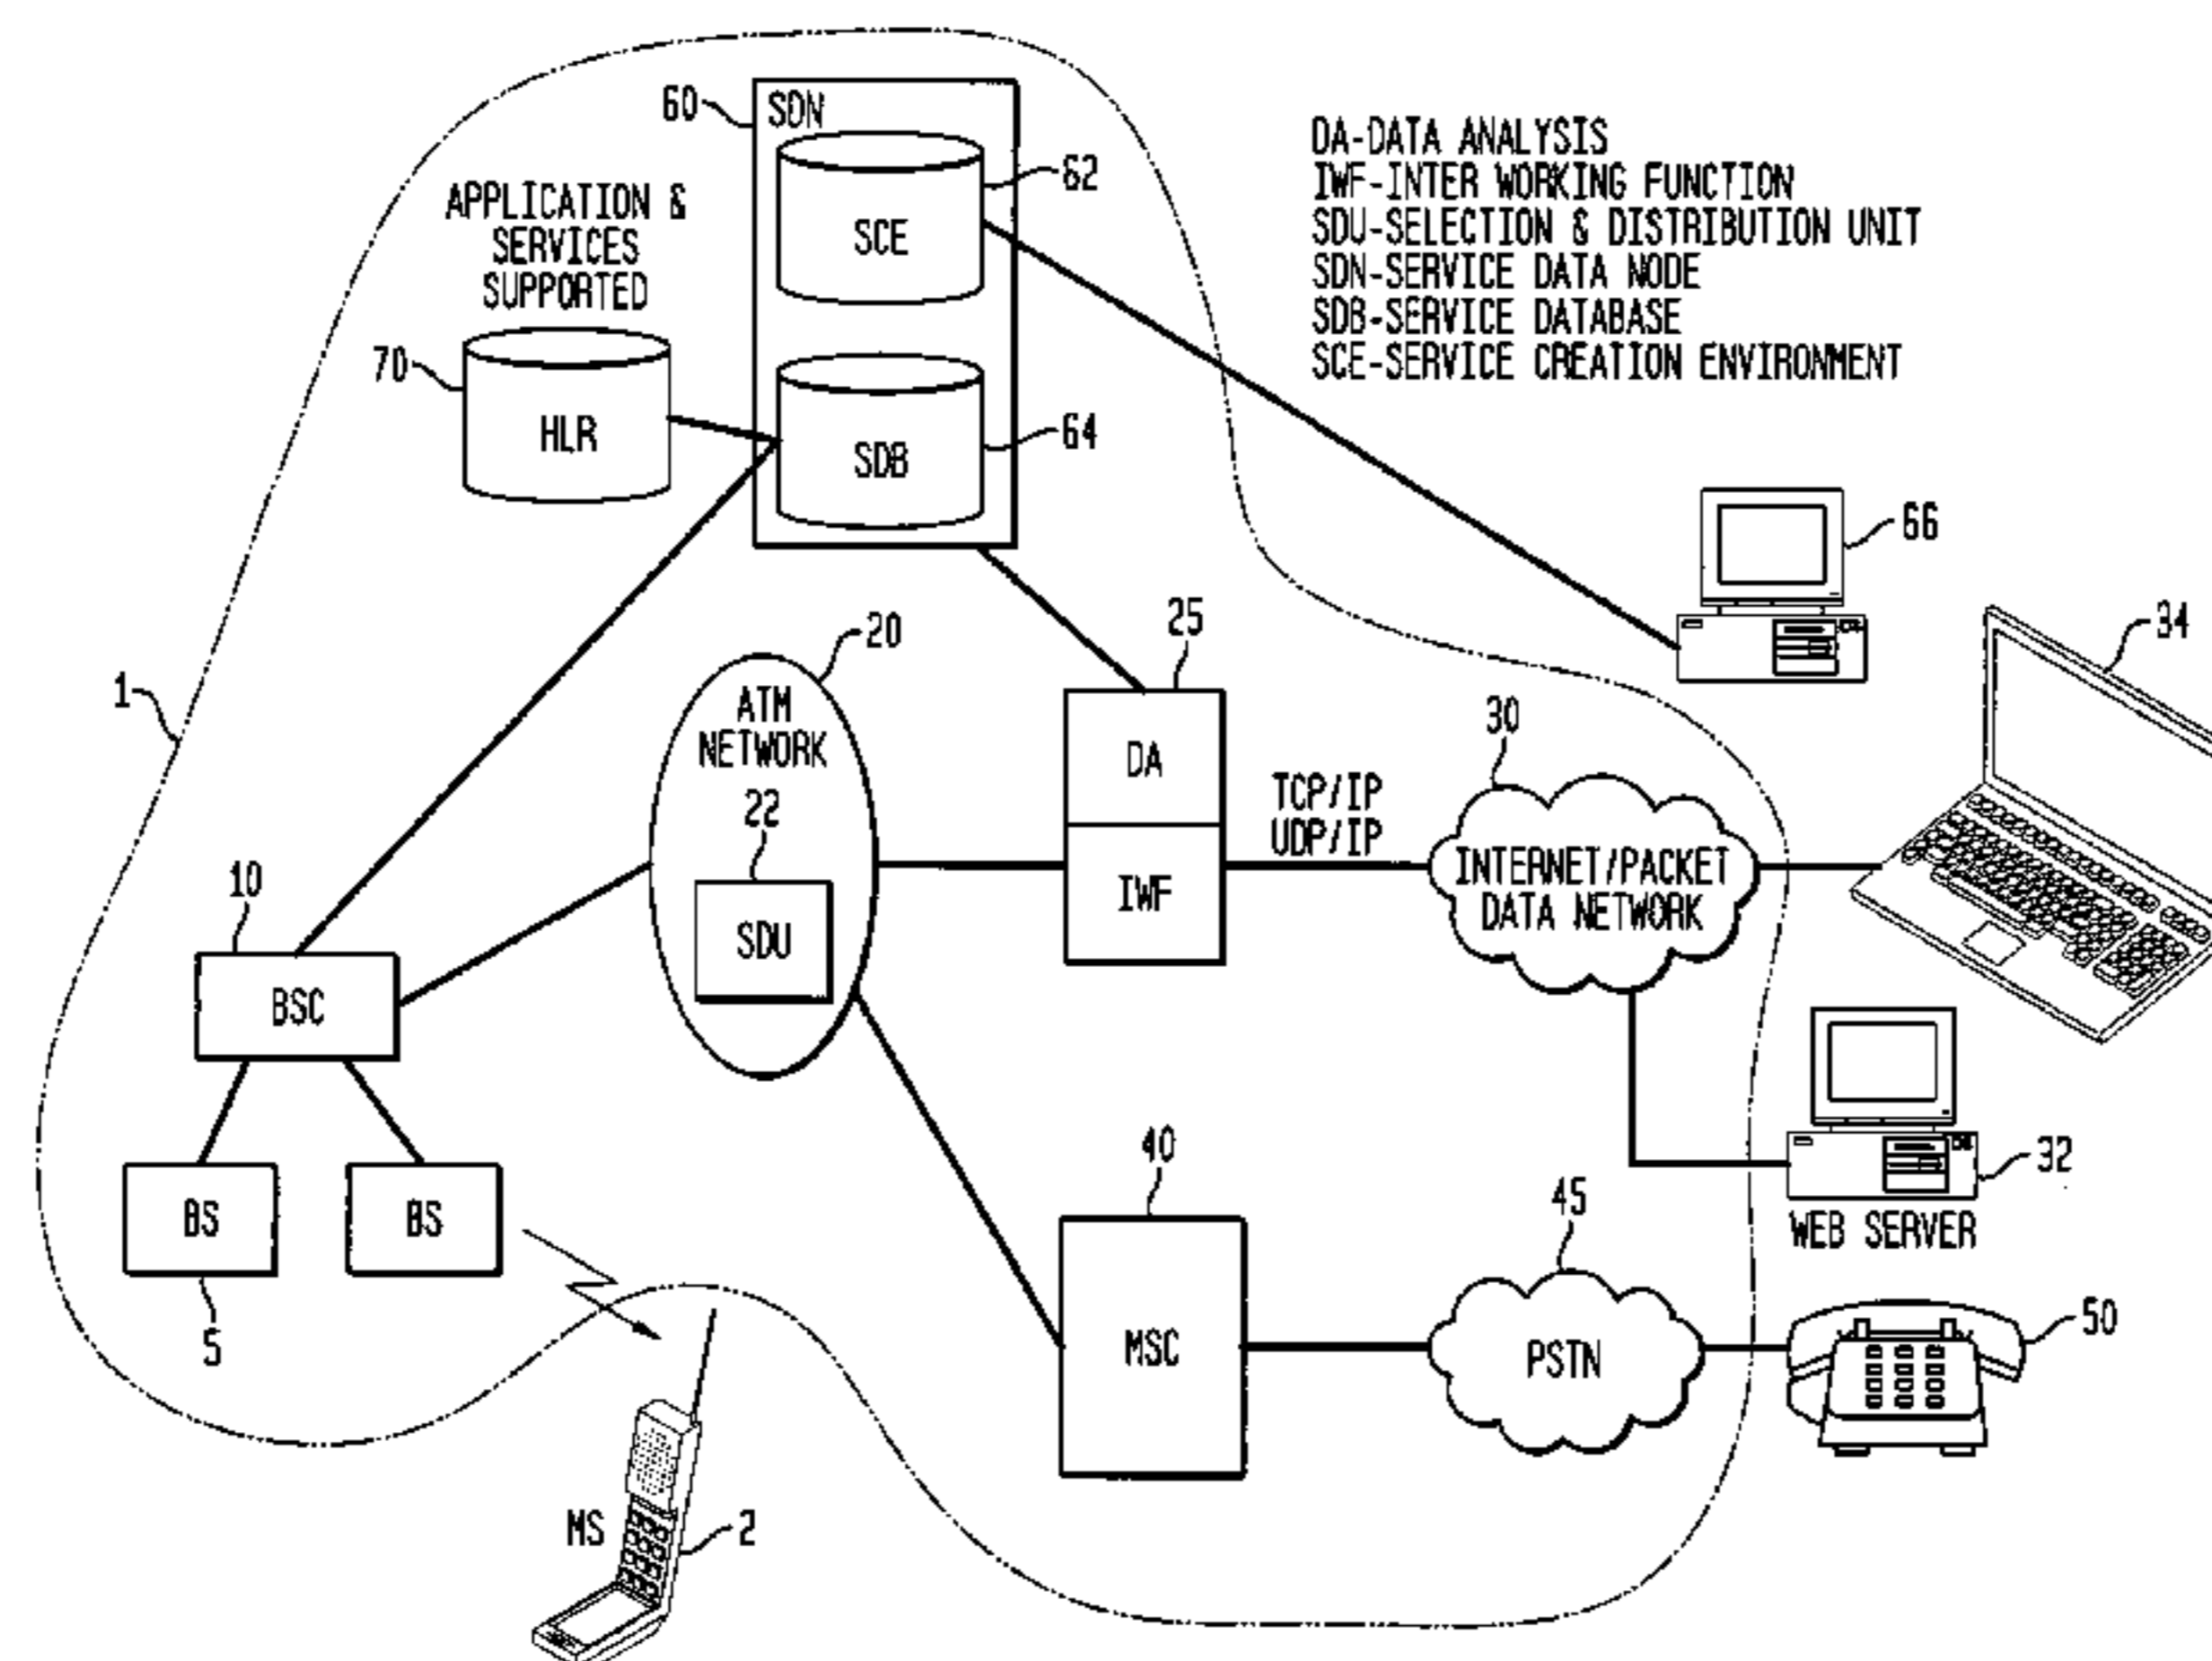 60
SDN
62
SCE
APPLICATION &
SERVICES
SUPPORTED
70
HLR
64
SDB
DA-DATA ANALYSIS
IWF-INTER WORKING FUNCTION
SDU-SELECTION & DISTRIBUTION UNIT
SDN-SERVICE DATA NODE
SDB-SERVICE DATABASE
SCE-SERVICE CREATION ENVIRONMENT
66
34
1
20
ATM
NETWORK
22
SDU
25
DA
IWF
TCP/IP
UDP/IP
30
INTERNET/PACKET
DATA NETWORK
10
BSC
BS
BS
5
32
WEB SERVER
40
MSC
45
PSTN
50
MS
2